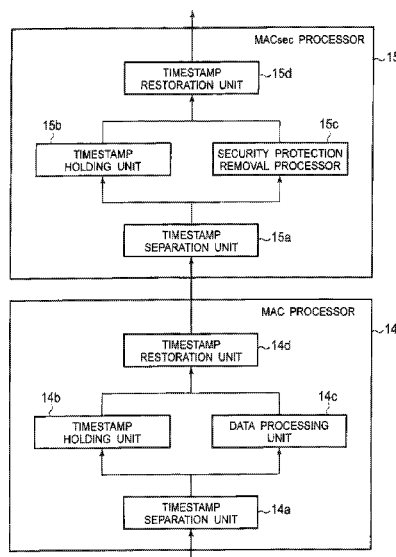 MACsec PROCESSOR
15
TIMESTAMP
RESTORATION UNIT
15d
15b
15c
TIMESTAMP
HOLDING UNIT
SECURITY PROTECTION
REMOVAL PROCESSOR
TIMESTAMP
SEPARATION UNIT
15a
MAC PROCESSOR
14
TIMESTAMP
RESTORATION UNIT
14d
14b
14c
TIMESTAMP
HOLDING UNIT
DATA PROCESSING
UNIT
TIMESTAMP
SEPARATION UNIT
14a